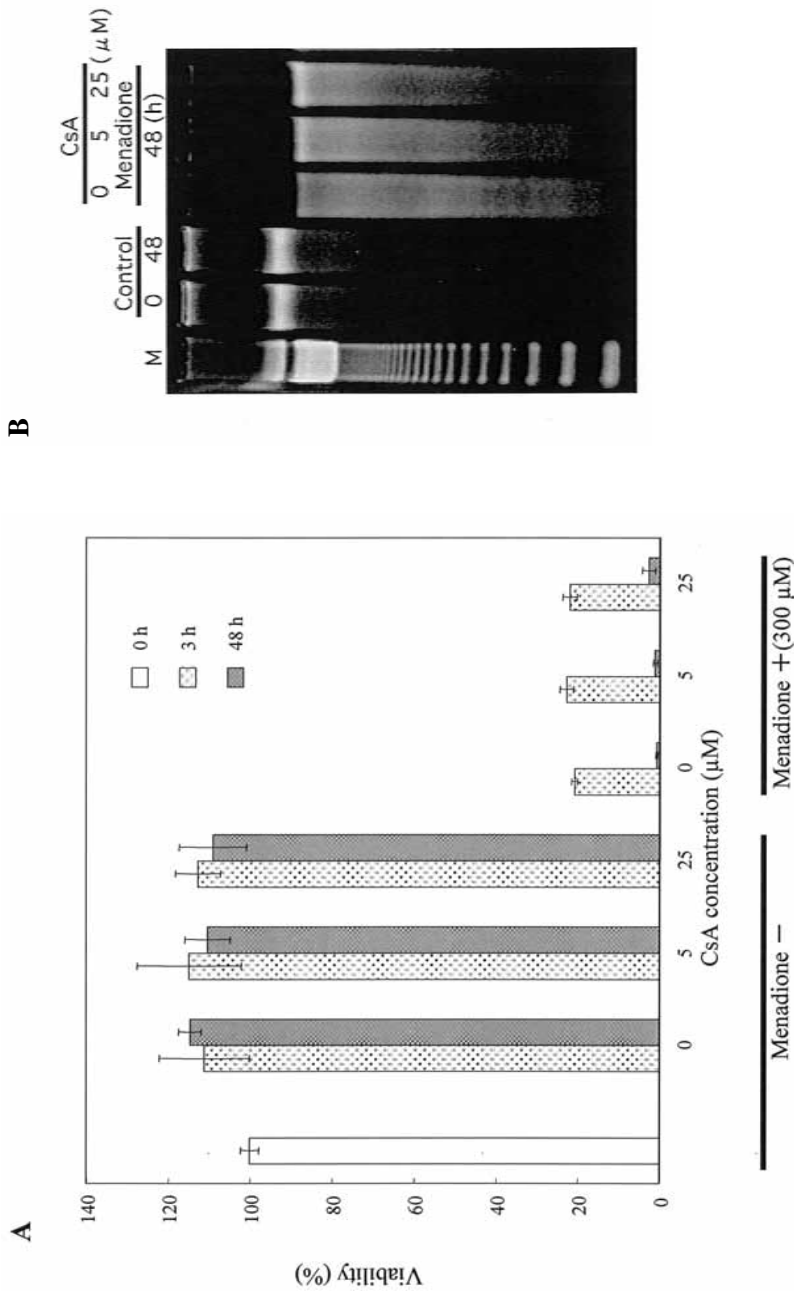 A
Viability (%)
140
120
100
80
60
40
20
0
0 h
3 h
48 h
0 5 25 0 5 25
CsA concentration (μM)
Menadione − Menadione +(300 μM)
B
CsA
0 5 25 (μM)
Control Menadione
M 0 48 48 (h)